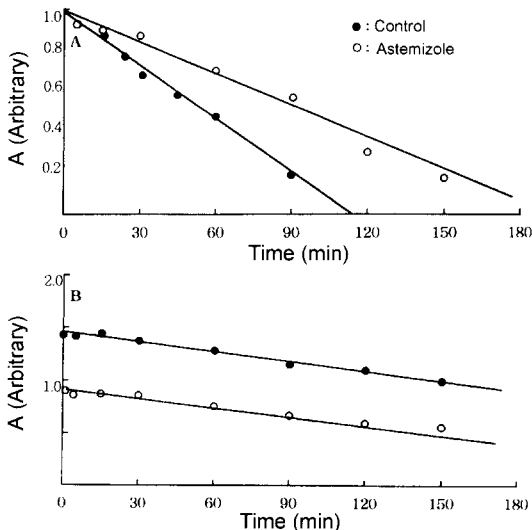 A (Arbitrary)
1.0
0.8
0.6
0.4
0.2
A
● : Control
○ : Astemizole
0 30 60 90 120 150 180
Time (min)
A (Arbitrary)
2.0
1.0
0
B
0 30 60 90 120 150 180
Time (min)